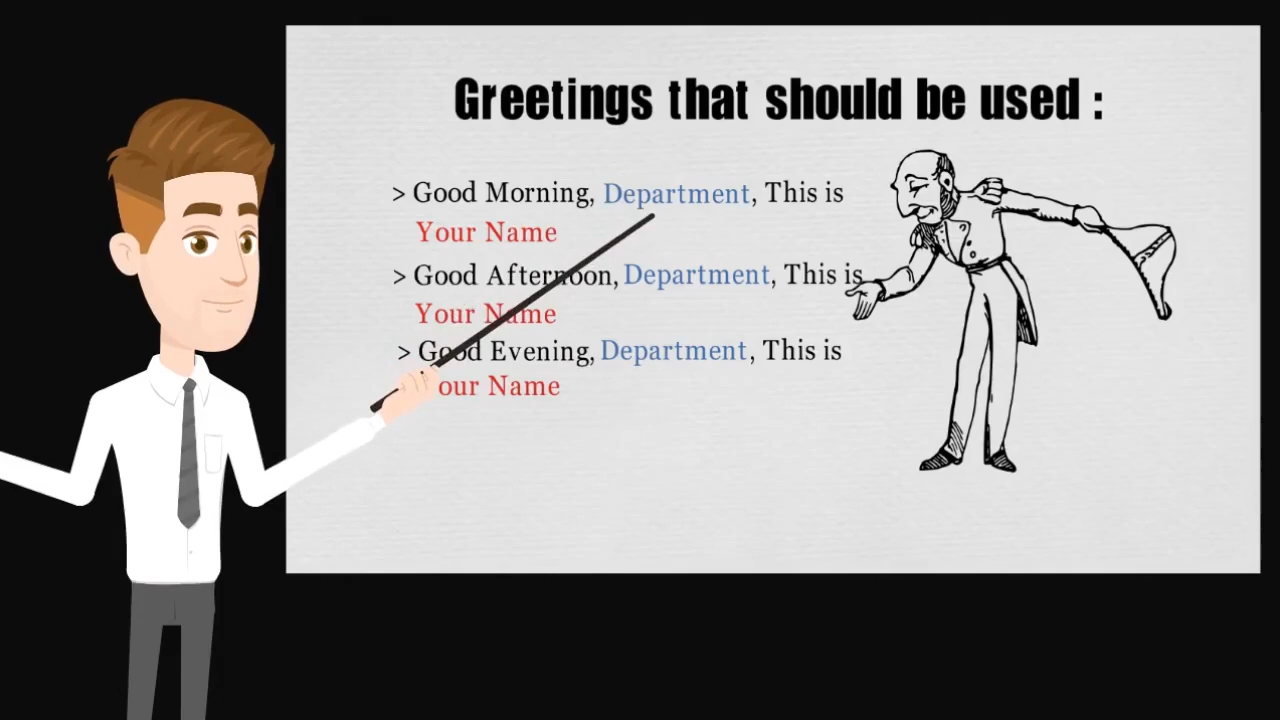 Greetings that should be used :
> Good Morning, Department, This is
Your Name
> Good Afternoon, Department, This is
Your Name
> Good Evening, Department, This is
our Name